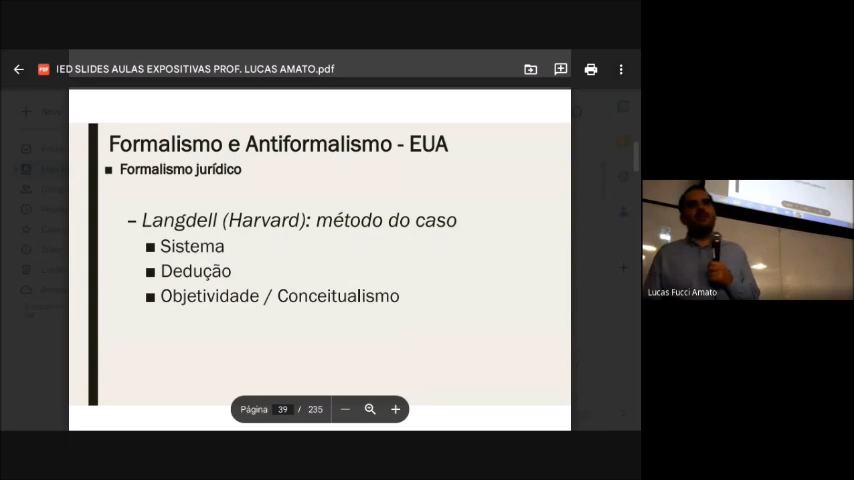 IED SLIDES AULAS EXPOSITIVAS PROF. LUCAS AMATO.pdf
Formalismo e Antiformalismo - EUA
■ Formalismo jurídico
– Langdell (Harvard): método do caso
■ Sistema
■ Dedução
■ Objetividade / Conceitualismo
Página 39 / 235
Lucas Fucci Amato